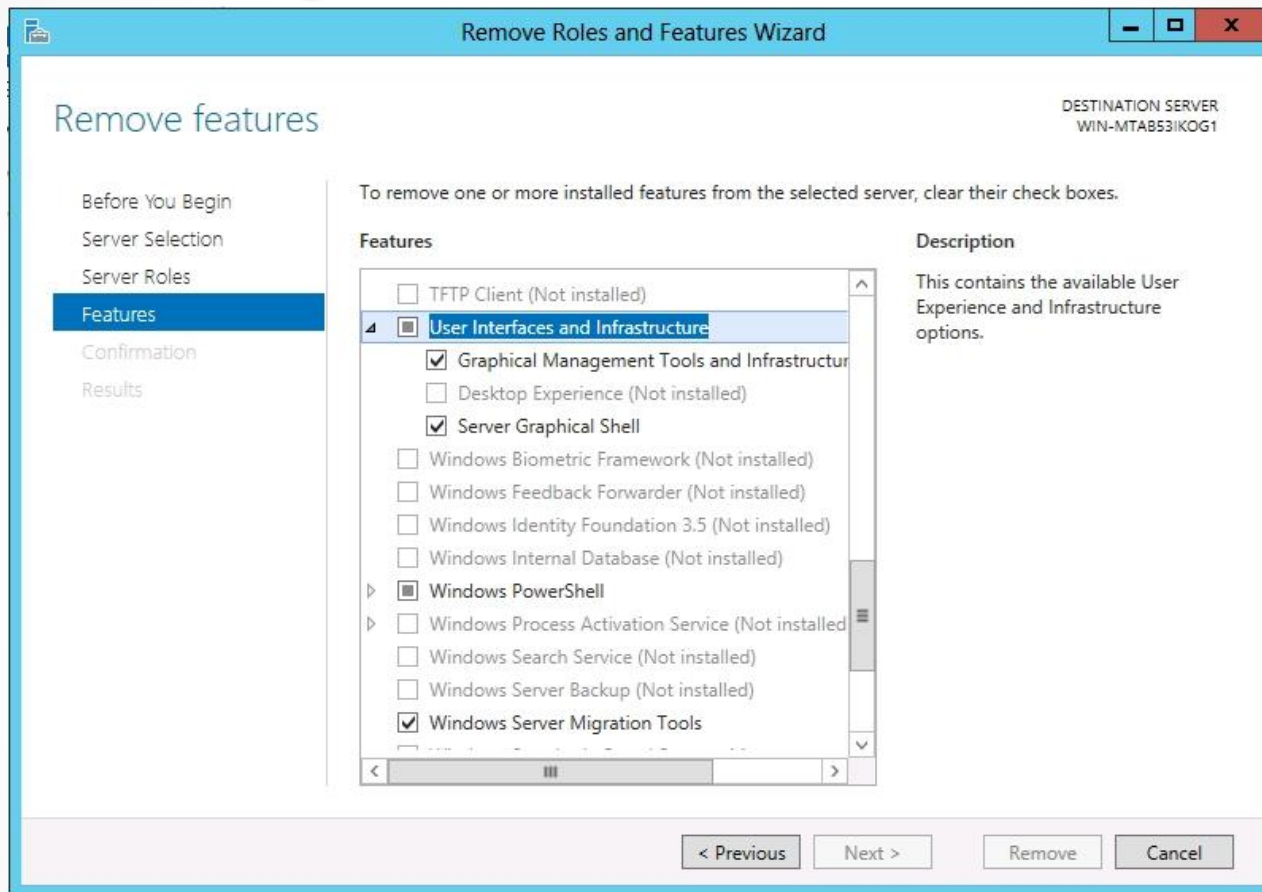 Remove Roles and Features Wizard
Remove features
DESTINATION SERVER
WIN-MTAB53IKOG1
Before You Begin
Server Selection
Server Roles
Features
Confirmation
Results
To remove one or more installed features from the selected server, clear their check boxes.
Features
TFTP Client (Not installed)
User Interfaces and Infrastructure
Graphical Management Tools and Infrastructur
Desktop Experience (Not installed)
Server Graphical Shell
Windows Biometric Framework (Not installed)
Windows Feedback Forwarder (Not installed)
Windows Identity Foundation 3.5 (Not installed)
Windows Internal Database (Not installed)
Windows PowerShell
Windows Process Activation Service (Not installed
Windows Search Service (Not installed)
Windows Server Backup (Not installed)
Windows Server Migration Tools
Description
This contains the available User
Experience and Infrastructure
options.
< Previous
Next >
Remove
Cancel